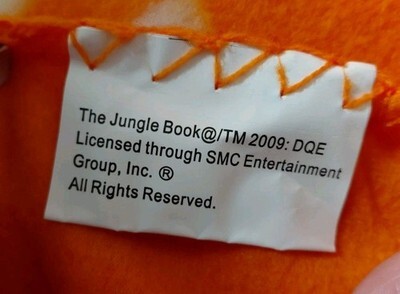 The Jungle Book@/TM 2009: DQE
Licensed through SMC Entertainment
Group, Inc. ®
All Rights Reserved.